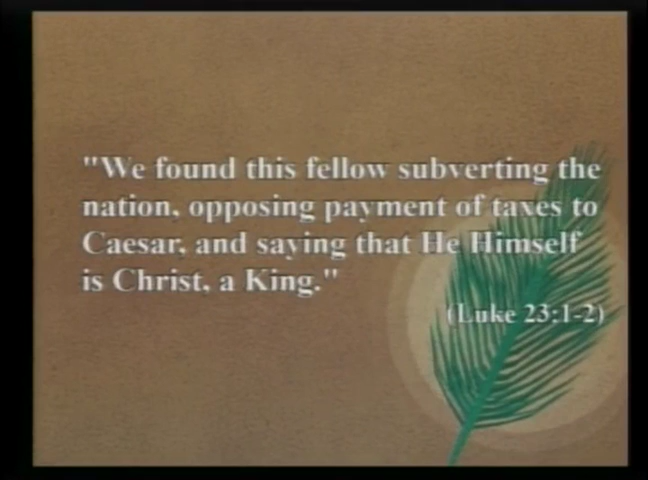 "We found this fellow subverting the
nation, opposing payment of taxes to
Caesar, and saying that He Himself
is Christ, a King."
(Luke 23:1-2)